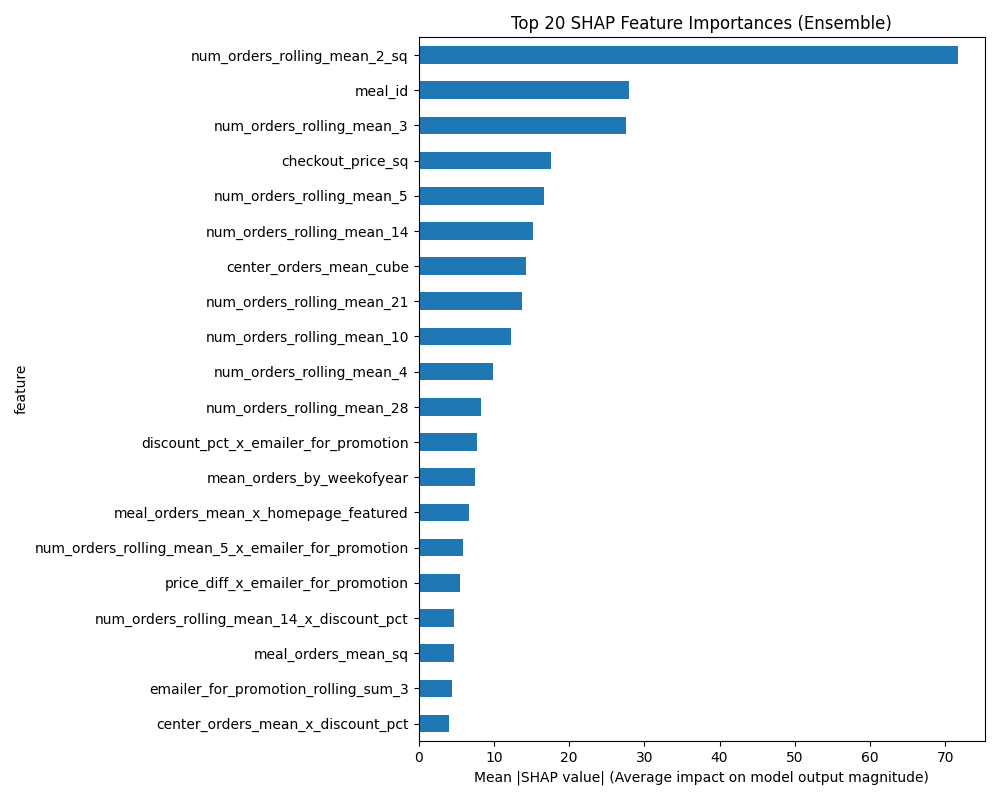 Top 20 SHAP Feature Importances (Ensemble)
num_orders_rolling_mean_2_sq
meal_id
num_orders_rolling_mean_3
checkout_price_sq
num_orders_rolling_mean_5
num_orders_rolling_mean_14
center_orders_mean_cube
num_orders_rolling_mean_21
num_orders_rolling_mean_10
num_orders_rolling_mean_4
num_orders_rolling_mean_28
discount_pct_x_emailer_for_promotion
mean_orders_by_weekofyear
meal_orders_mean_x_homepage_featured
num_orders_rolling_mean_5_x_emailer_for_promotion
price_diff_x_emailer_for_promotion
num_orders_rolling_mean_14_x_discount_pct
meal_orders_mean_sq
emailer_for_promotion_rolling_sum_3
center_orders_mean_x_discount_pct
feature
0 10 20 30 40 50 60 70
Mean |SHAP value| (Average impact on model output magnitude)